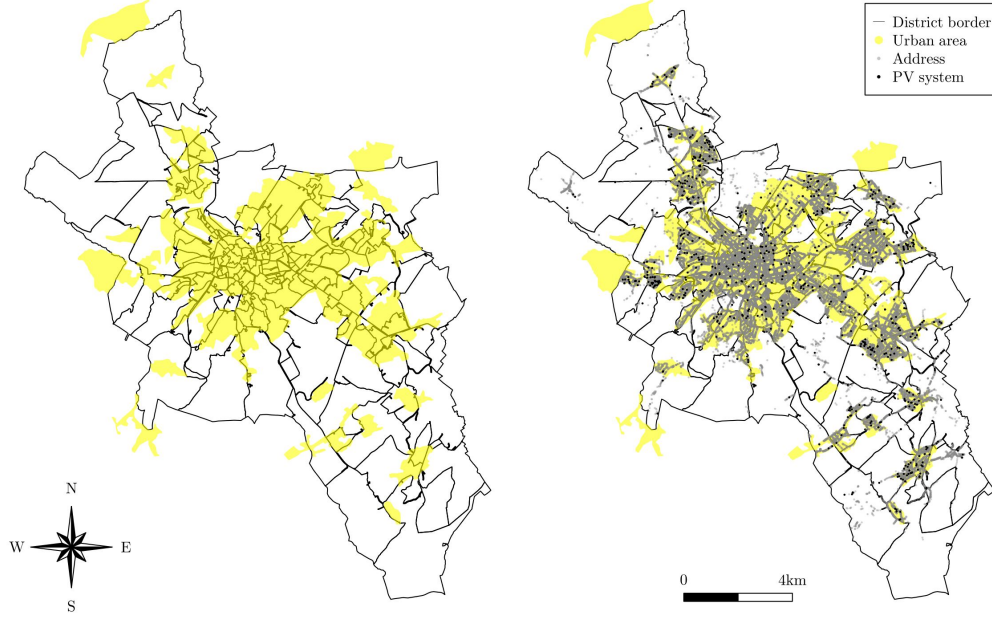 District border
Urban area
Address
PV system
N
W
E
S
0
4km